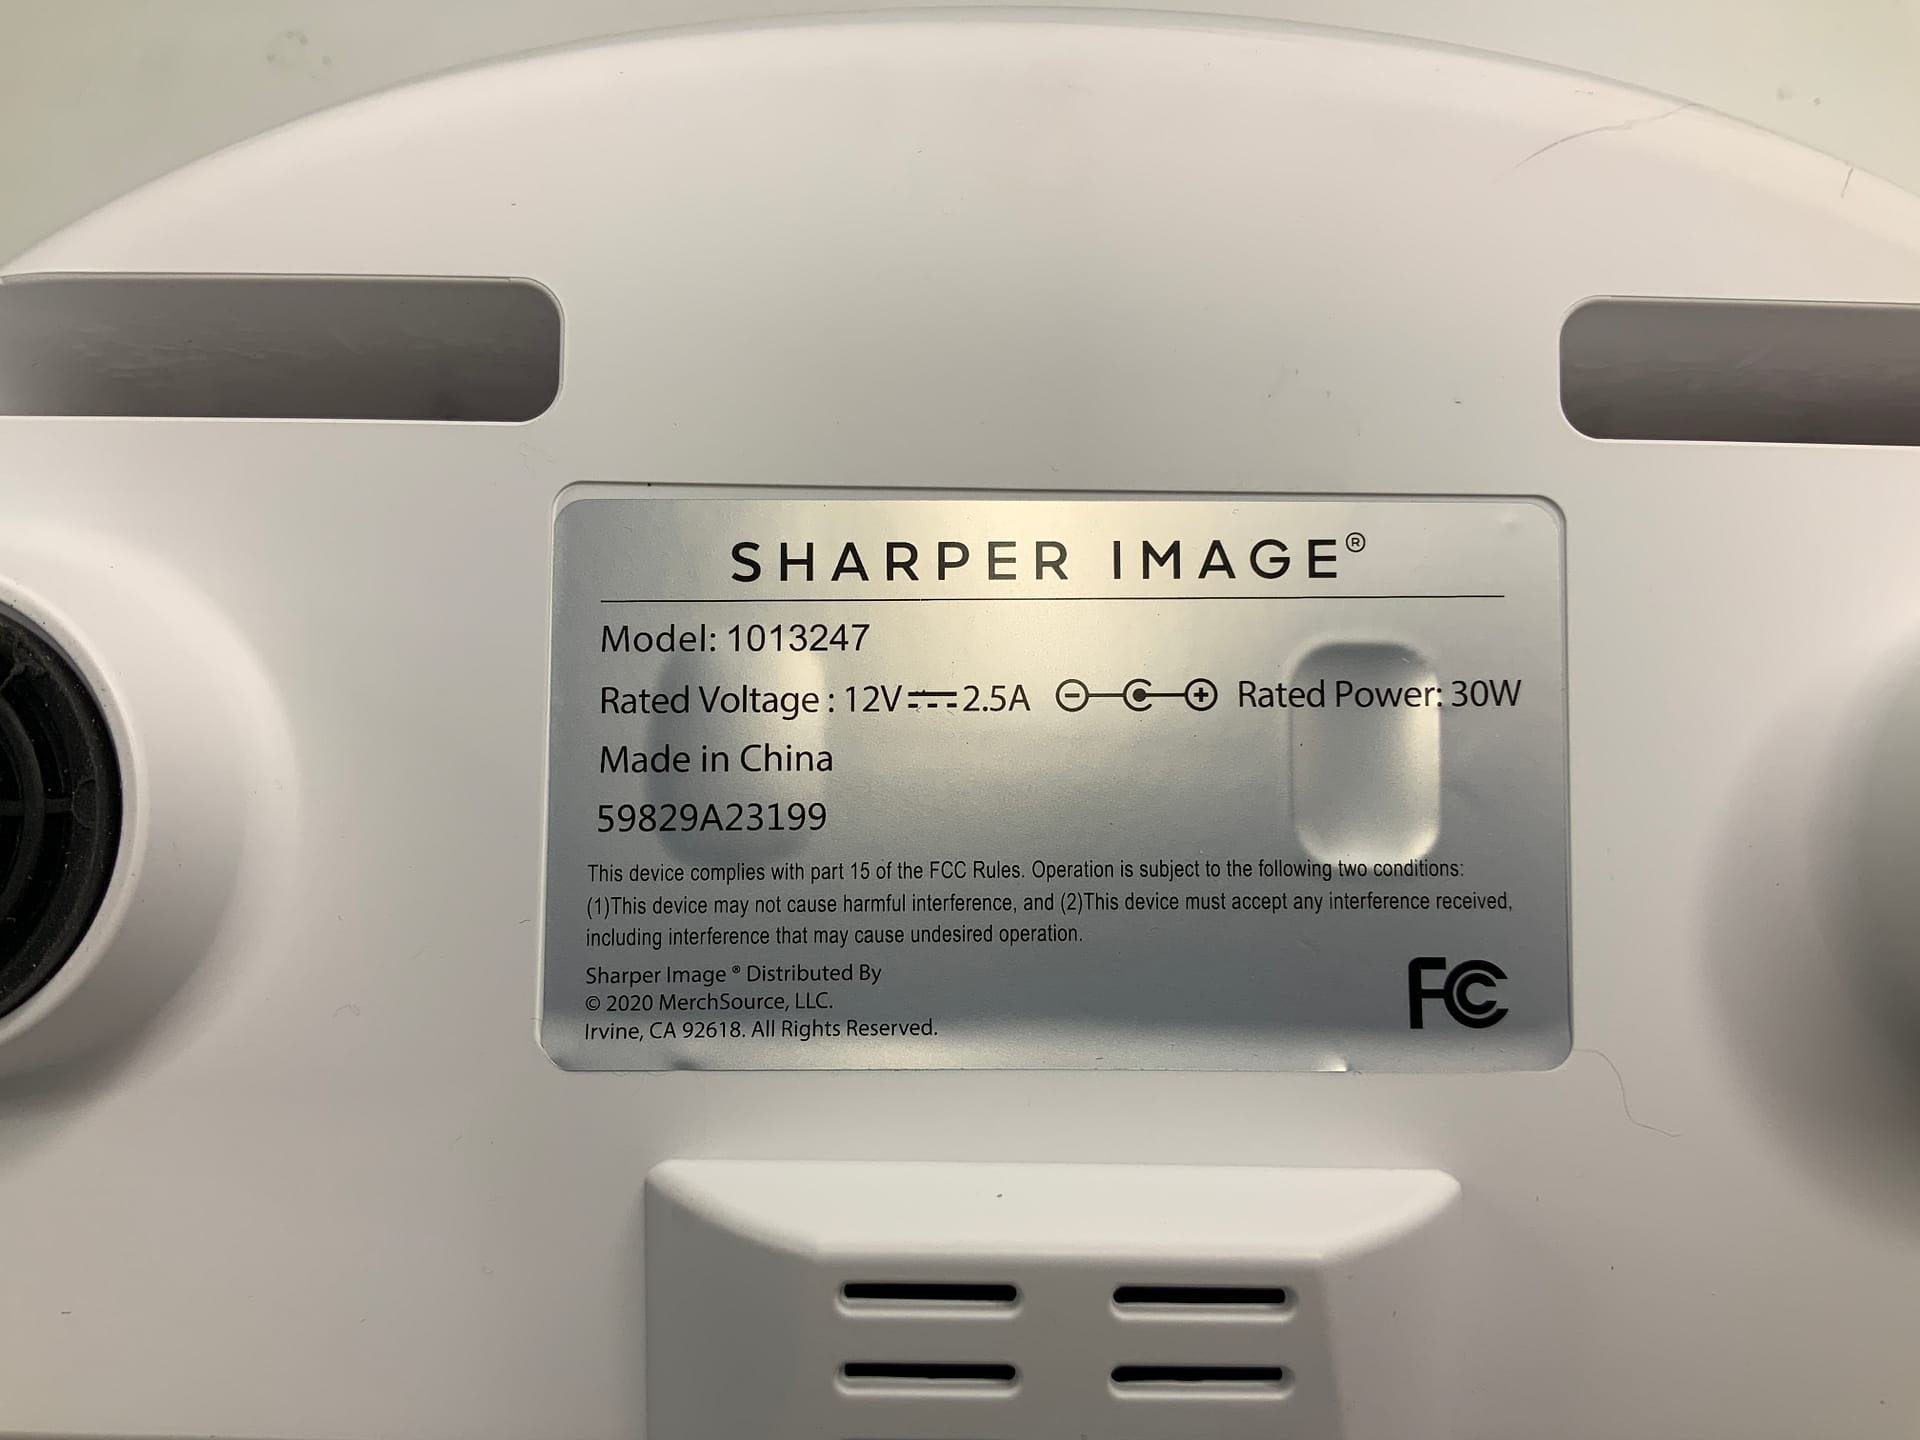 SHARPER IMAGE®
Model: 1013247
Rated Voltage : 12V⎓2.5A Rated Power: 30W
Made in China
59829A23199
This device complies with part 15 of the FCC Rules. Operation is subject to the following two conditions:
(1)This device may not cause harmful interference, and (2)This device must accept any interference received,
including interference that may cause undesired operation.
Sharper Image ® Distributed By
© 2020 MerchSource, LLC.
Irvine, CA 92618. All Rights Reserved.
FC